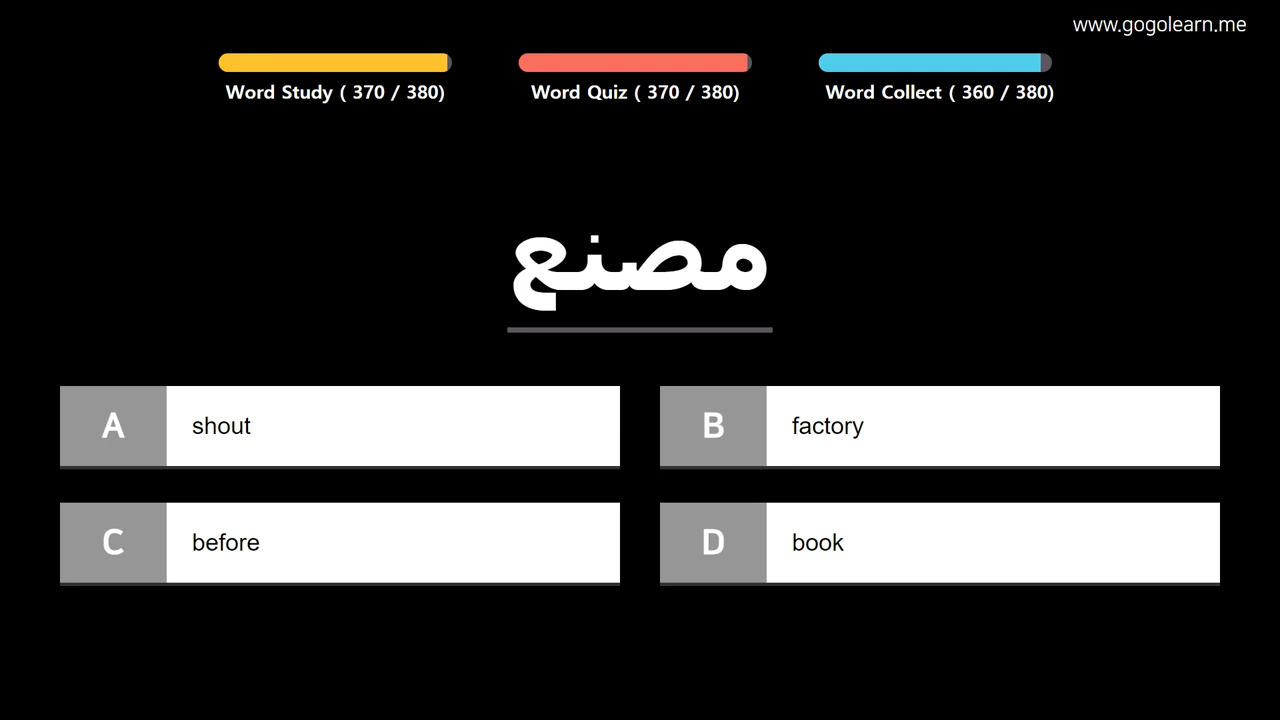 www.gogolearn.me
Word Study ( 370 / 380)
Word Quiz ( 370 / 380)
Word Collect ( 360 / 380)
مصنع
A shout
B factory
C before
D book